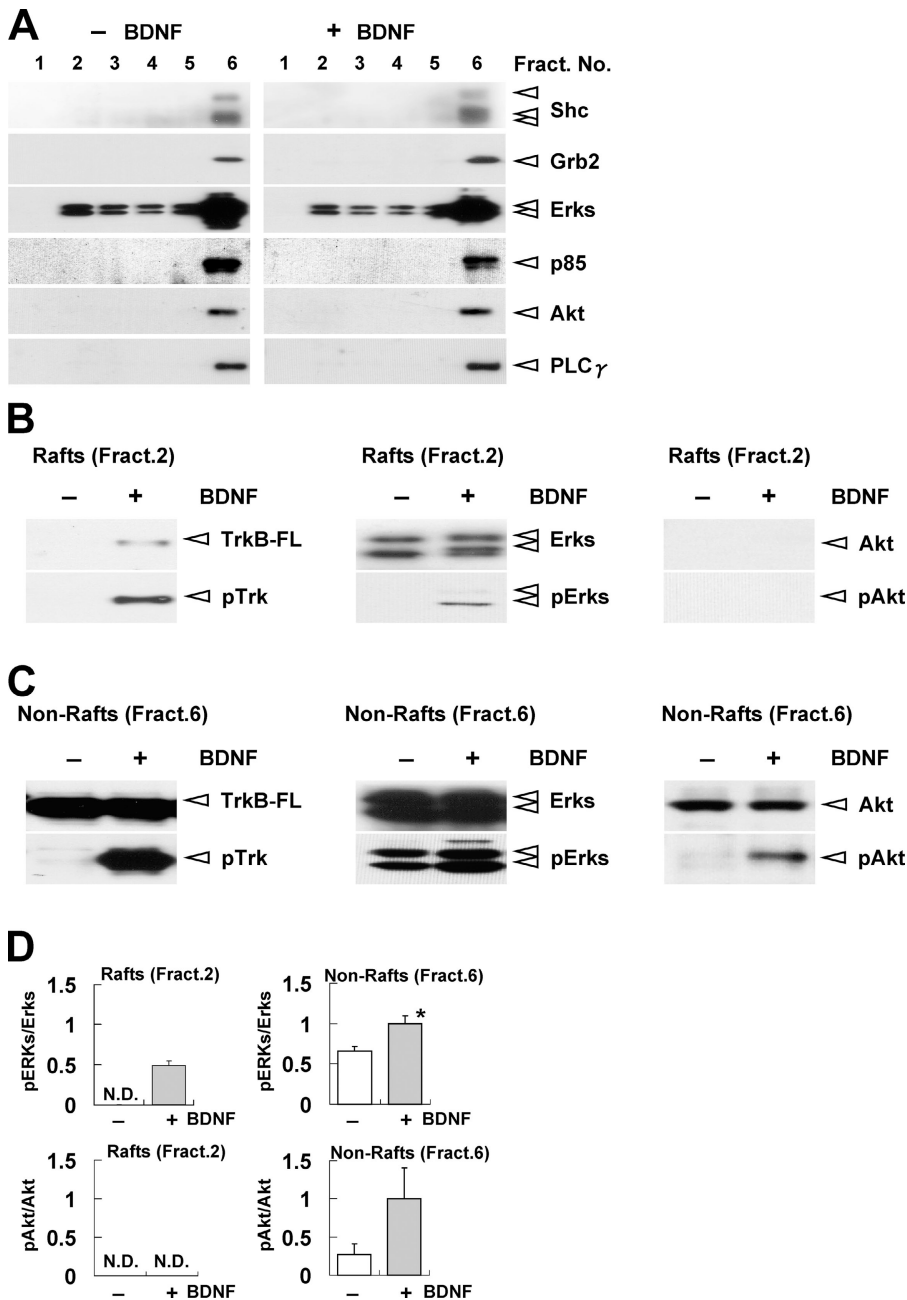 A
– BDNF + BDNF
1 2 3 4 5 6 1 2 3 4 5 6 Fract. No.
Shc
Grb2
Erks
p85
Akt
PLCγ
B
Rafts (Fract.2) Rafts (Fract.2) Rafts (Fract.2)
– + BDNF – + BDNF – + BDNF
TrkB-FL Erks Akt
pTrk pErks pAkt
C
Non-Rafts (Fract.6) Non-Rafts (Fract.6) Non-Rafts (Fract.6)
– + BDNF – + BDNF – + BDNF
TrkB-FL Erks Akt
pTrk pErks pAkt
D
Rafts (Fract.2) Non-Rafts (Fract.6)
1.5 1.5
1 1 *
0.5 0.5
N.D.
0 0
pERKs/Erks pERKs/Erks
– + BDNF – + BDNF
Rafts (Fract.2) Non-Rafts (Fract.6)
1.5 1.5
1 1
0.5 0.5
N.D. N.D.
0 0
pAkt/Akt pAkt/Akt
– + BDNF – + BDNF